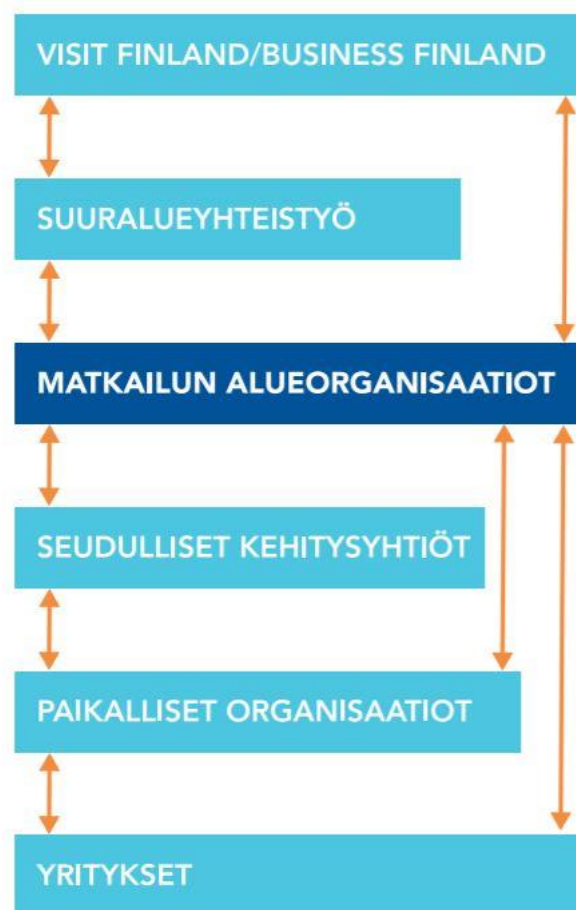 VISIT FINLAND/BUSINESS FINLAND
SUURALUEYHTEISTYÖ
MATKAILUN ALUEORGANISAATIOT
SEUDULLISET KEHITYSYHTIÖT
PAIKALLISET ORGANISAATIOT
YRITYKSET